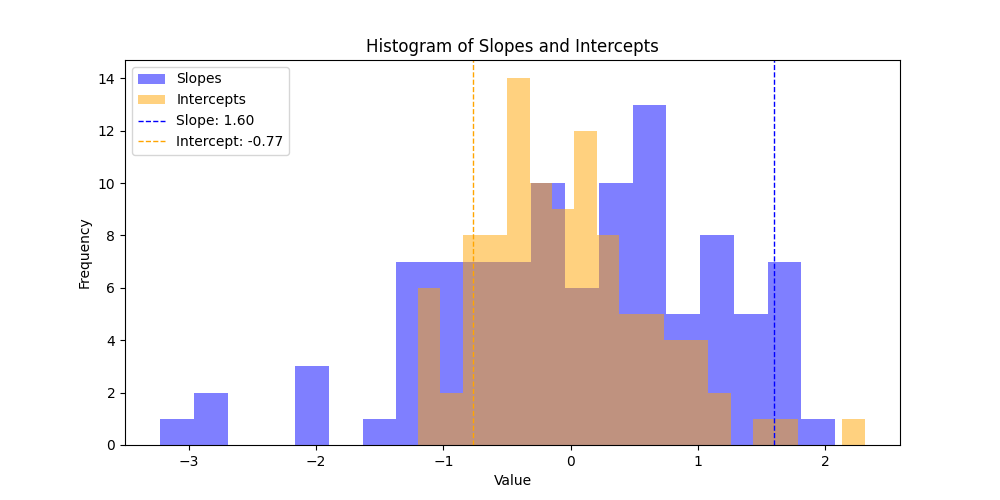 Histogram of Slopes and Intercepts
Slopes
Intercepts
Slope: 1.60
Intercept: -0.77
14
12
10
8
6
4
2
0
Frequency
−3 −2 −1 0 1 2
Value